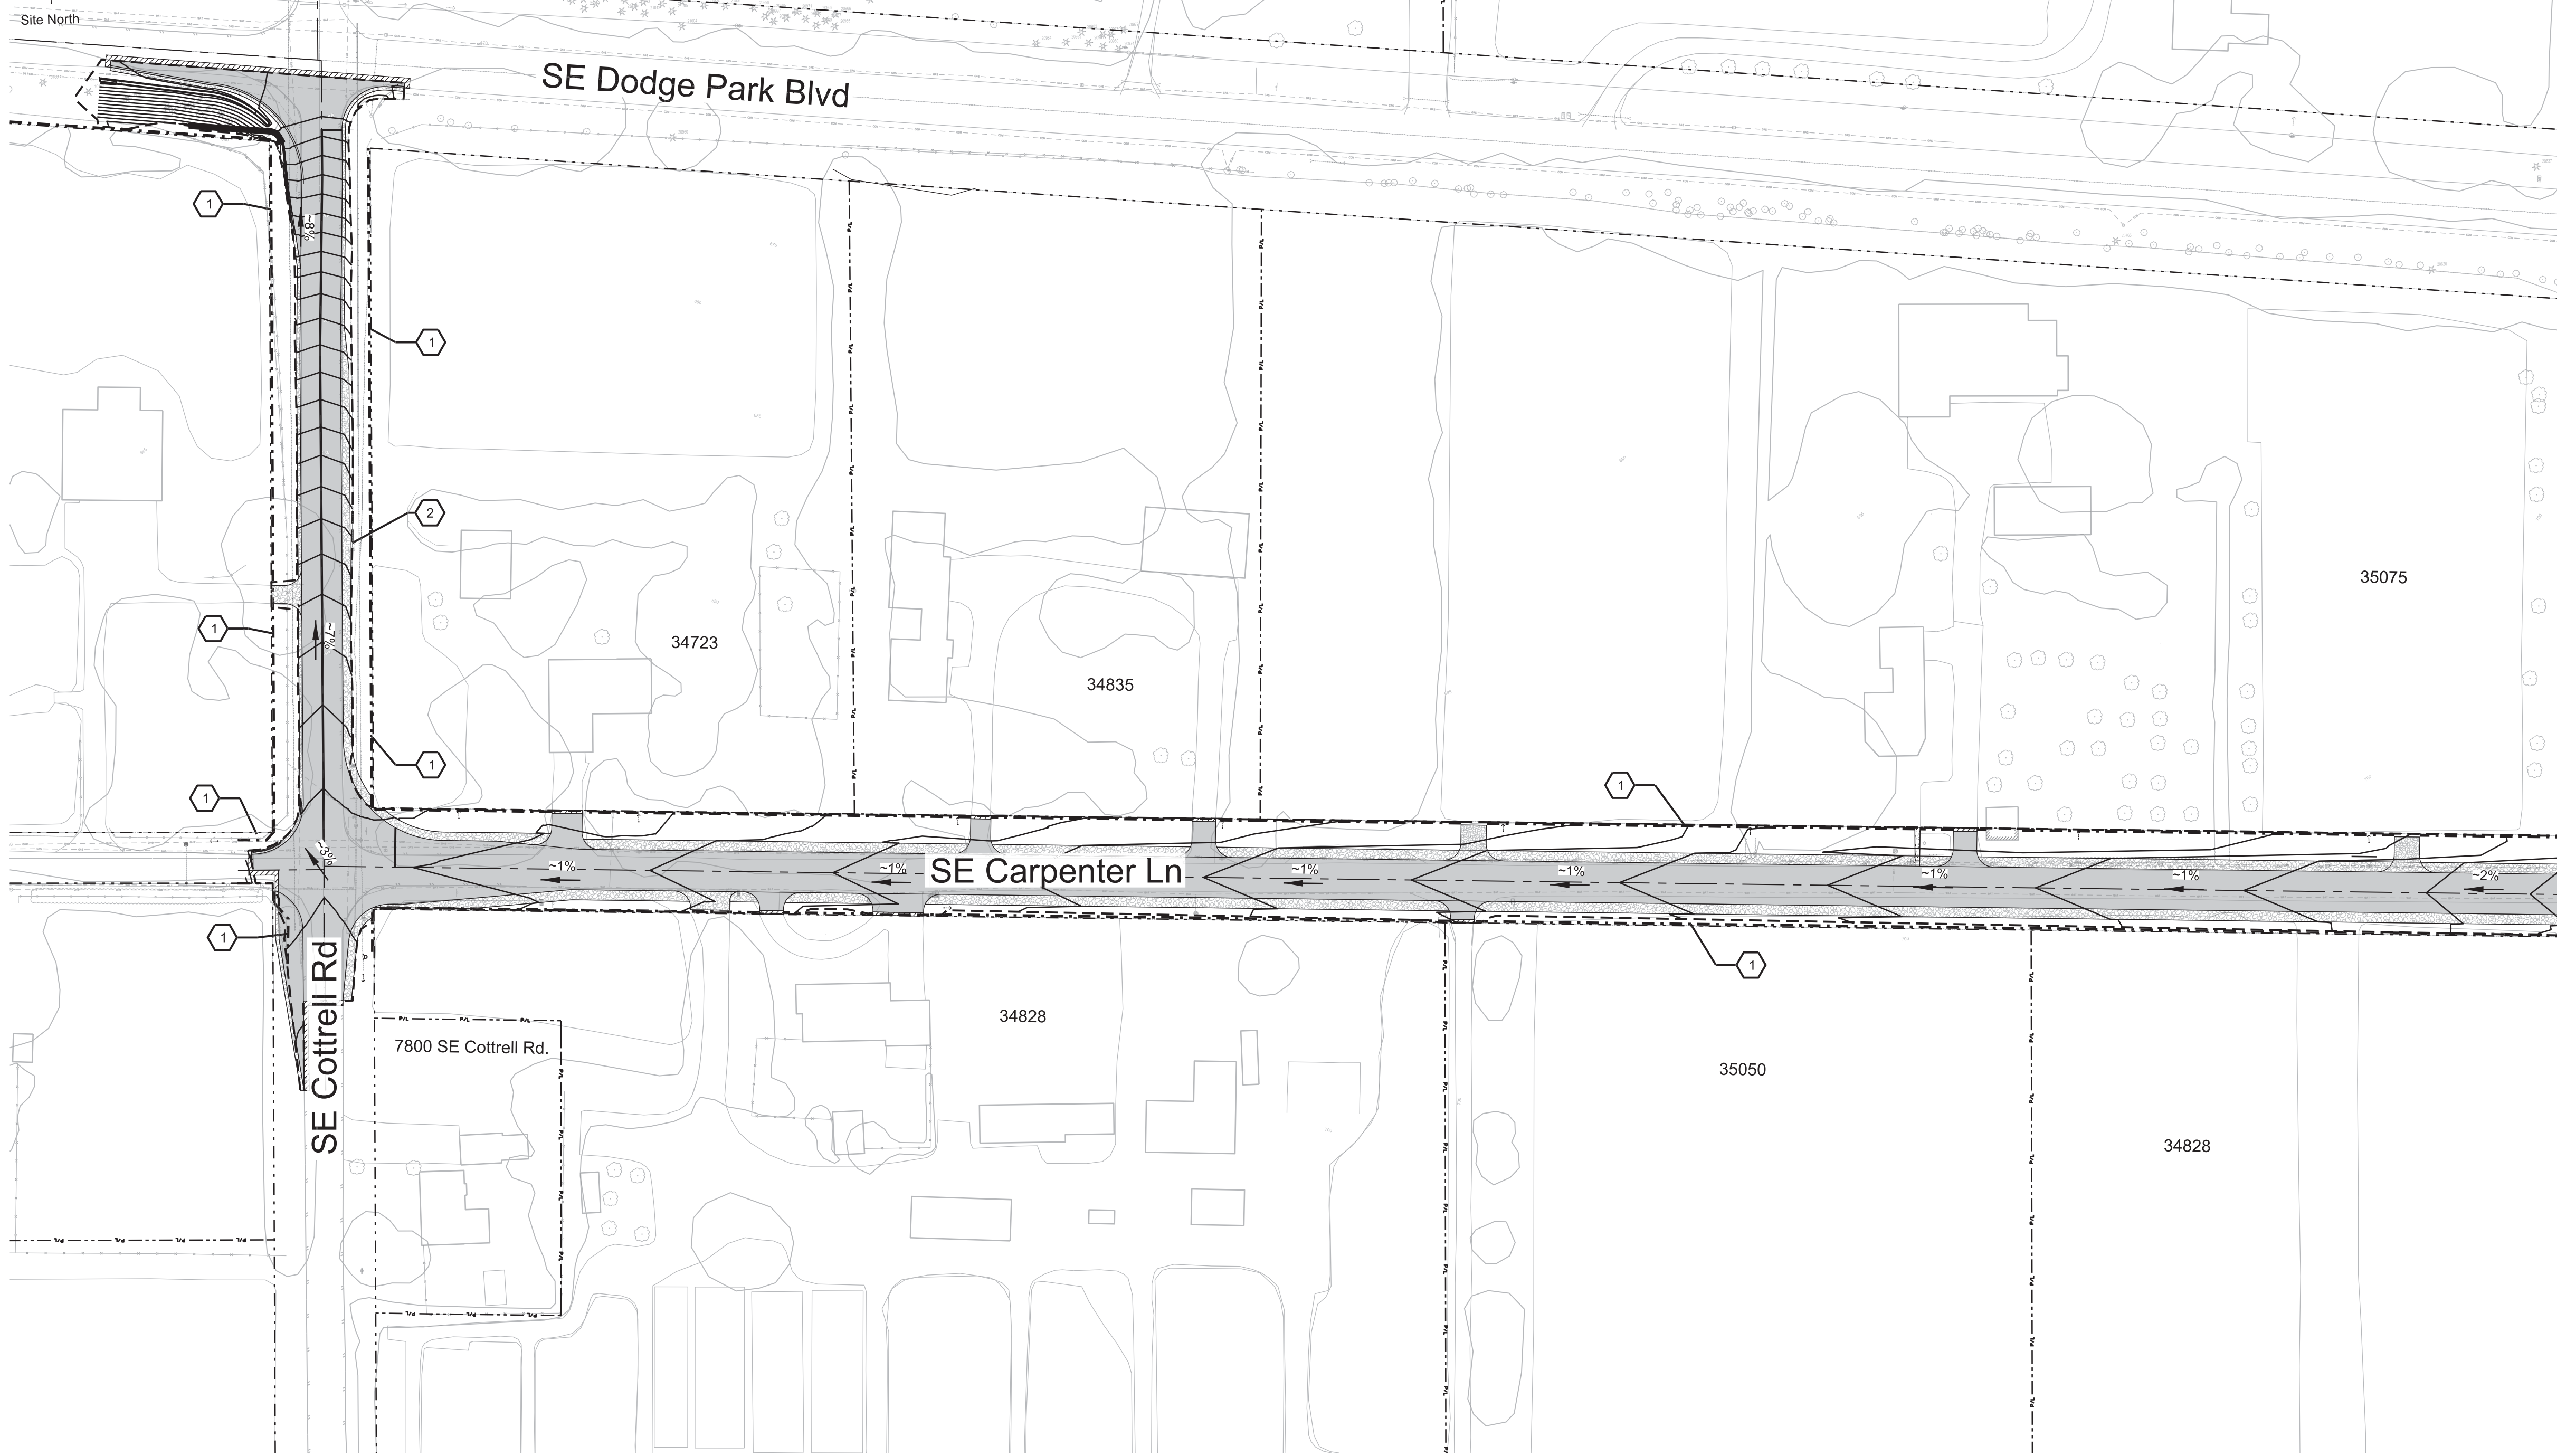 Site North
SE Dodge Park Blvd
1
~8%
1
2
35075
1
~7%
34723
34835
1
1
1
~3%
~1%
~1%
SE Carpenter Ln
~1%
~1%
~1%
~1%
~2%
1
SE Cottrell Rd
1
34828
7800 SE Cottrell Rd.
35050
34828
P/L
P/L
P/L
P/L
P/L
P/L